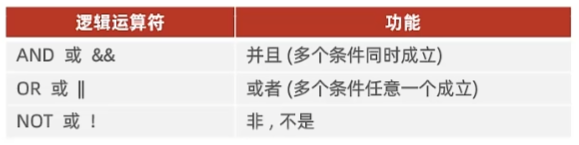 逻辑运算符 功能
AND 或 && 并且 (多个条件同时成立)
OR 或 || 或者 (多个条件任意一个成立)
NOT 或 ! 非 , 不是